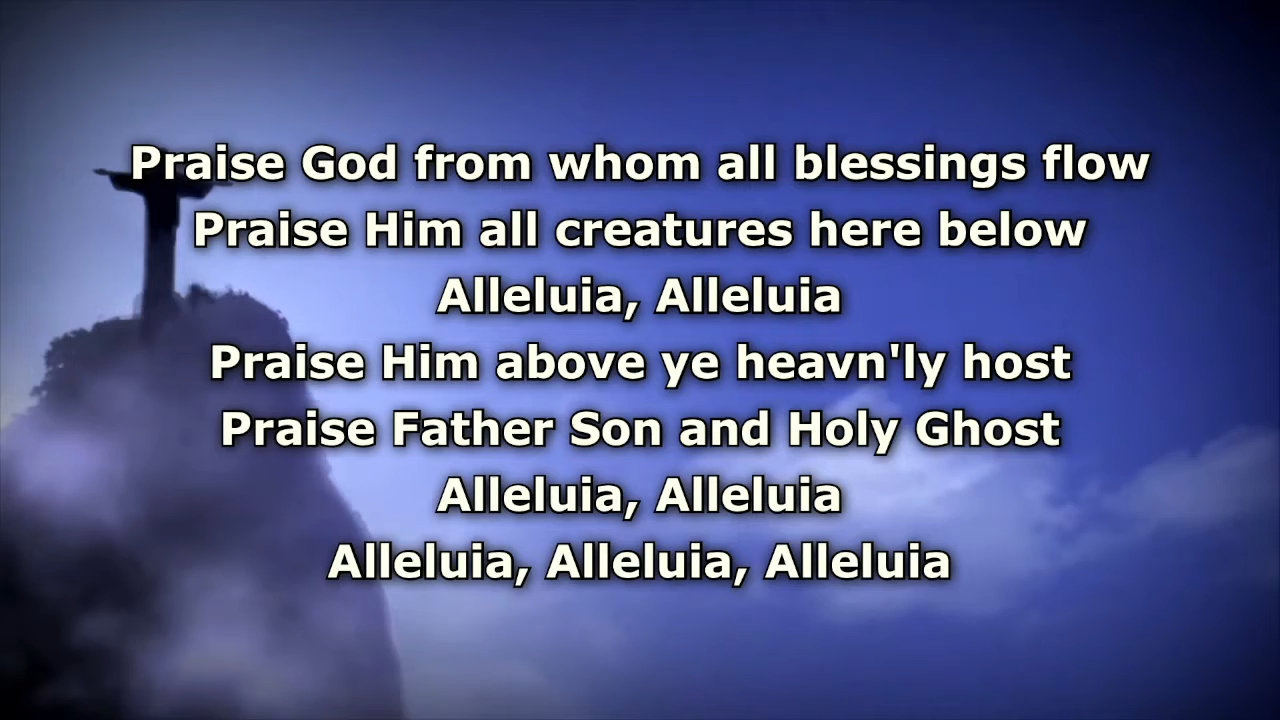 Praise God from whom all blessings flow
Praise Him all creatures here below
Alleluia, Alleluia
Praise Him above ye heavn'ly host
Praise Father Son and Holy Ghost
Alleluia, Alleluia
Alleluia, Alleluia, Alleluia